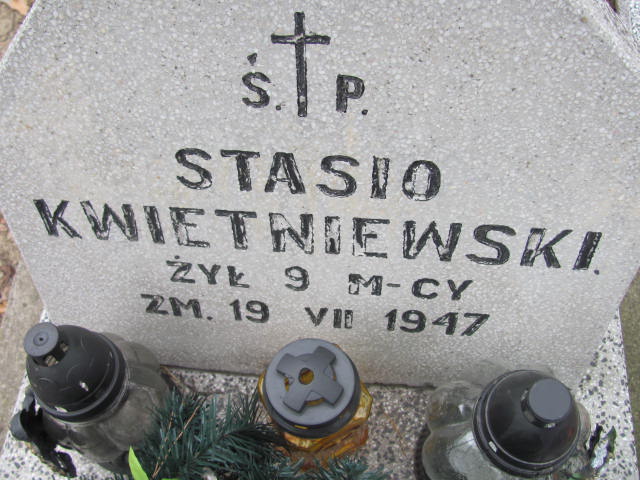 Ś. P.
STASIO
KWIETNIEWSKI.
ŻYŁ 9 M-CY
ZM. 19 VII 1947